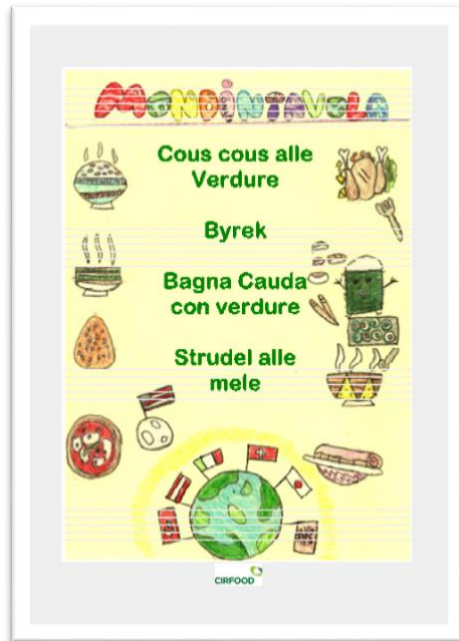 MONDINTAVOLA
Cous cous alle
Verdure
Byrek
Bagna Cauda
con verdure
Strudel alle
mele
CIRFOOD